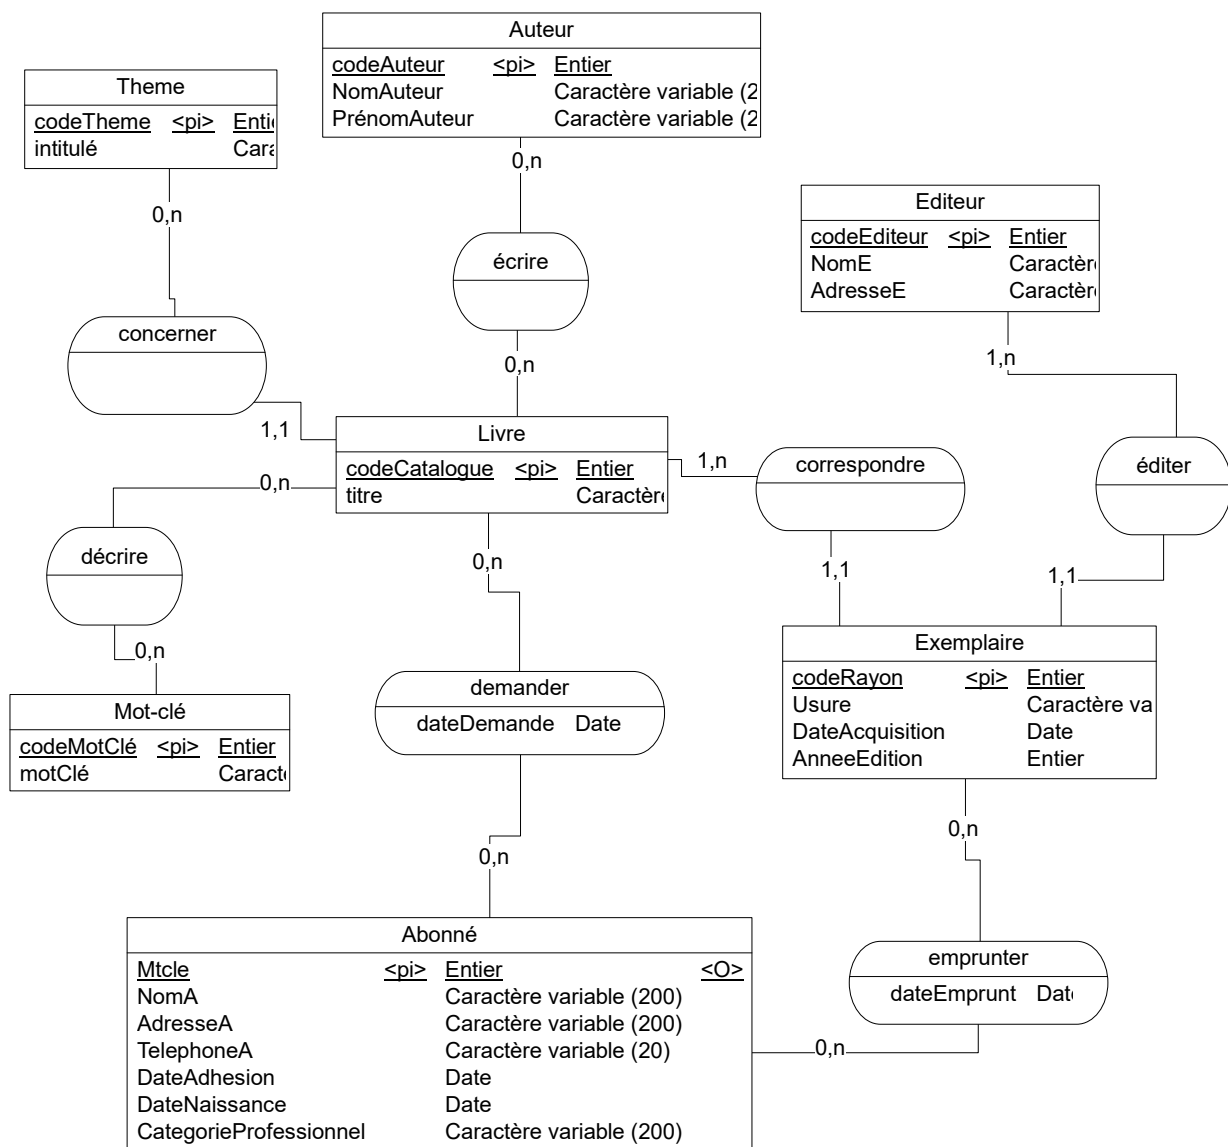 Auteur
codeAuteur <pi> Entier
NomAuteur Caractère variable (2
PrénomAuteur Caractère variable (2
Theme
codeTheme <pi> Enti
intitulé Cara
0,n
0,n
Editeur
codeEditeur <pi> Entier
NomE Caractère
AdresseE Caractère
écrire
concerner
0,n
1,n
1,1
Livre
codeCatalogue <pi> Entier
titre Caractère
1,n
correspondre
éditer
0,n
décrire
0,n
1,1
1,1
0,n
Exemplaire
codeRayon <pi> Entier
Usure Caractère va
DateAcquisition Date
AnneeEdition Entier
demander
dateDemande Date
Mot-clé
codeMotClé <pi> Entier
motClé Caracté
0,n
0,n
Abonné
Mtcle <pi> Entier <O>
NomA Caractère variable (200)
AdresseA Caractère variable (200)
TelephoneA Caractère variable (20)
DateAdhesion Date
DateNaissance Date
CategorieProfessionnel Caractère variable (200)
emprunter
dateEmprunt Dat
0,n